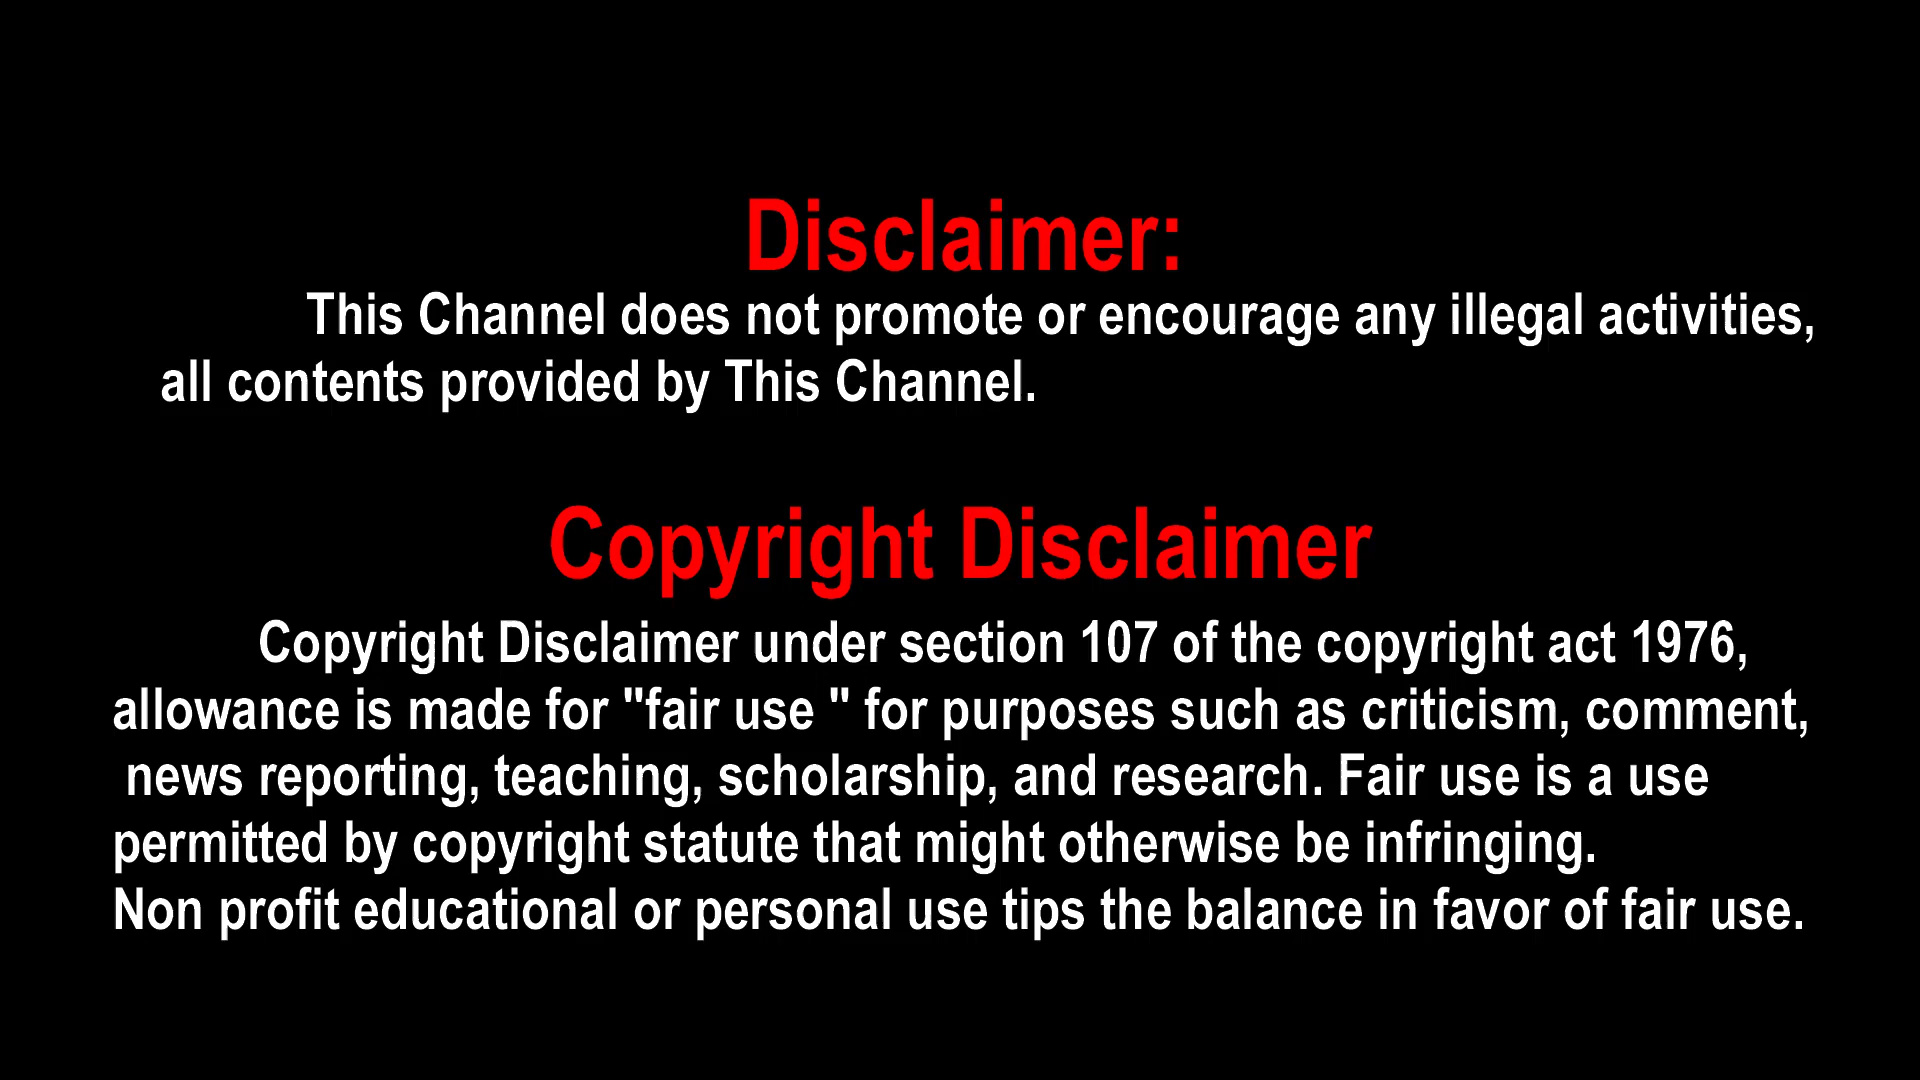 Disclaimer:
This Channel does not promote or encourage any illegal activities,
all contents provided by This Channel.
Copyright Disclaimer
Copyright Disclaimer under section 107 of the copyright act 1976,
allowance is made for "fair use " for purposes such as criticism, comment,
news reporting, teaching, scholarship, and research. Fair use is a use
permitted by copyright statute that might otherwise be infringing.
Non profit educational or personal use tips the balance in favor of fair use.